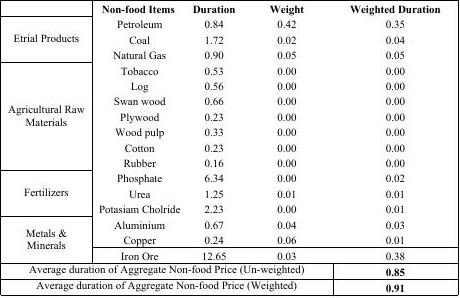 Non-food Items Duration Weight Weighted Duration
Etrial Products
Petroleum 0.84 0.42 0.35
Coal 1.72 0.02 0.04
Natural Gas 0.90 0.05 0.05
Agricultural Raw Materials
Tobacco 0.53 0.00 0.00
Log 0.56 0.00 0.00
Swan wood 0.66 0.00 0.00
Plywood 0.23 0.00 0.00
Wood pulp 0.33 0.00 0.00
Cotton 0.23 0.00 0.00
Rubber 0.16 0.00 0.00
Fertilizers
Phosphate 6.34 0.00 0.02
Urea 1.25 0.01 0.01
Potasiam Cholride 2.23 0.00 0.01
Metals & Minerals
Aluminium 0.67 0.04 0.03
Copper 0.24 0.06 0.01
Iron Ore 12.65 0.03 0.38
Average duration of Aggregate Non-food Price (Un-weighted) 0.85
Average duration of Aggregate Non-food Price (Weighted) 0.91